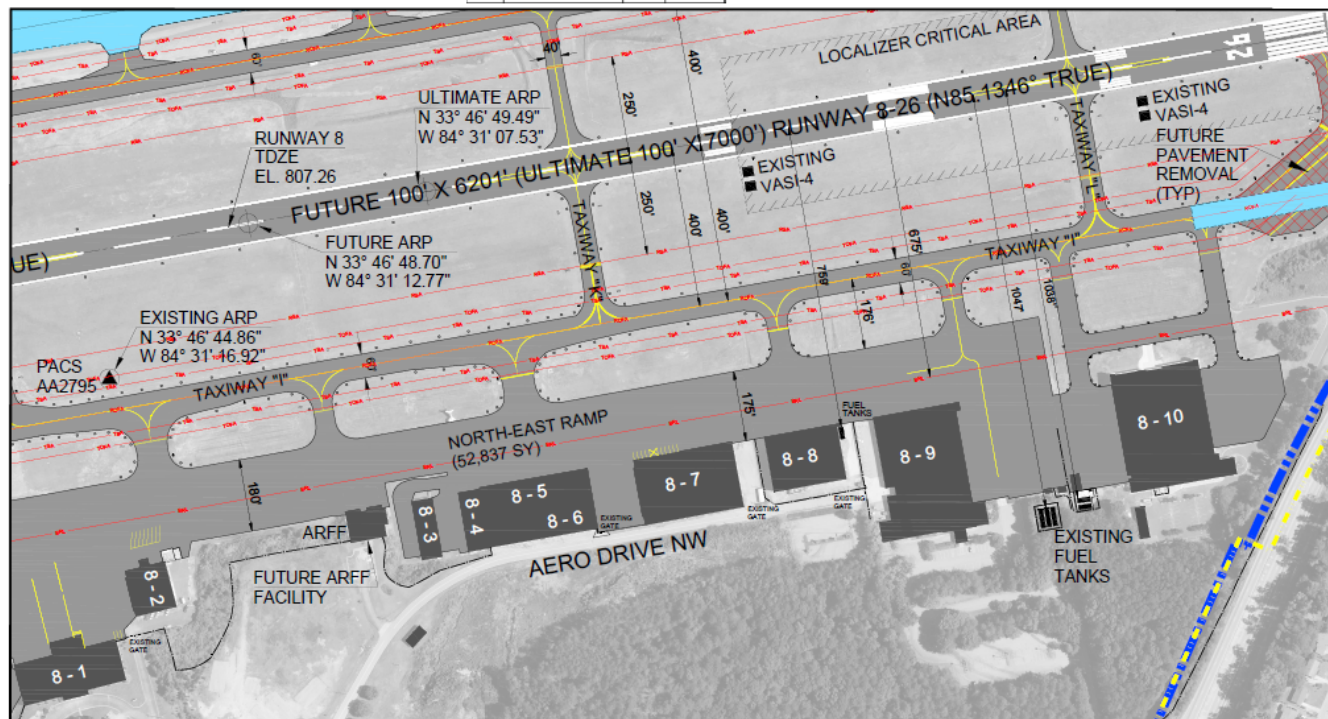 LOCALIZER CRITICAL AREA
26
40'
400'
60'
250'
ULTIMATE ARP
N 33° 46' 49.49"
W 84° 31' 07.53"
EXISTING
VASI-4
RUNWAY 8
TDZE
EL. 807.26
FUTURE 100' X 6201' (ULTIMATE 100' X 7000') RUNWAY 8-26 (N85.1346° TRUE)
TAXIWAY "L"
FUTURE
PAVEMENT
REMOVAL
(TYP)
EXISTING
VASI-4
250'
400'
400'
TAXIWAY "K"
FUTURE ARP
N 33° 46' 48.70"
W 84° 31' 12.77"
UE)
675'
758'
60'
TAXIWAY "I"
1047'
1038'
176'
EXISTING ARP
N 33° 46' 44.86"
W 84° 31' 16.92"
PACS
AA2795
60'
TAXIWAY "I"
175'
FUEL
TANKS
NORTH-EAST RAMP
(52,837 SY)
180'
8 - 10
8 - 9
8 - 8
8 - 7
8 - 5
8 - 4
8 - 6
8 - 3
ARFF
EXISTING
GATE
EXISTING
GATE
EXISTING
GATE
AERO DRIVE NW
EXISTING
FUEL
TANKS
FUTURE ARFF
FACILITY
8 - 2
EXISTING
GATE
8 - 1